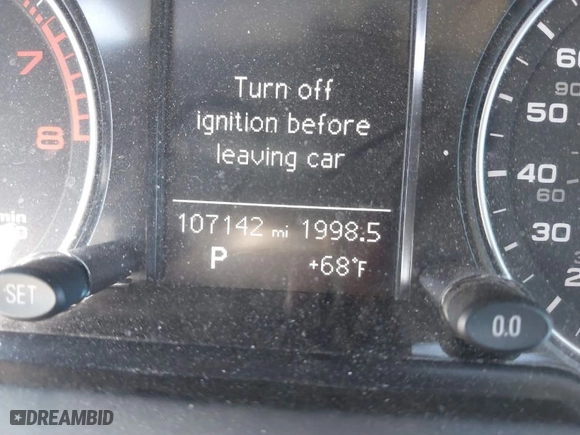 Turn off
ignition before
leaving car
107142 mi 1998.5
P +68°F
7
8
SET
0.0
60
90
50
40
60
30
DREAMBID